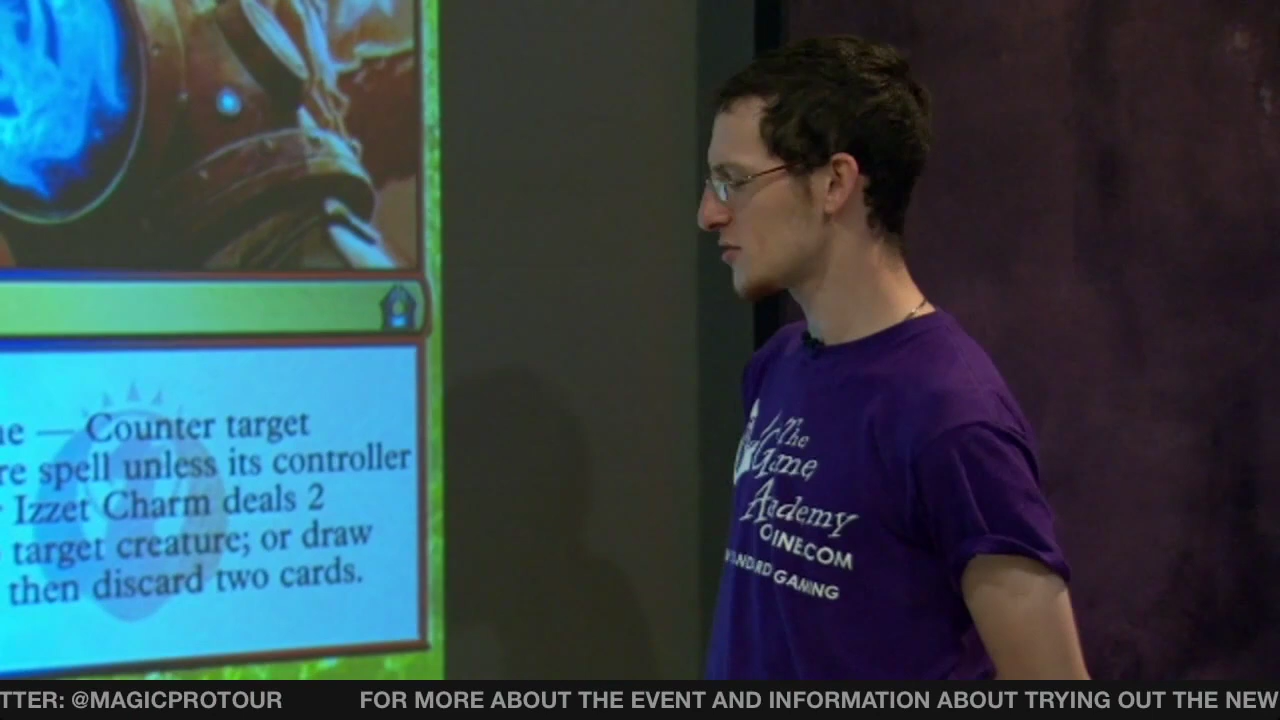 ne — Counter target
re spell unless its controller
Izzet Charm deals 2
target creature; or draw
then discard two cards.
The
Game
Academy
OINE.COM
GAMING
TTER: @MAGICPROTOUR FOR MORE ABOUT THE EVENT AND INFORMATION ABOUT TRYING OUT THE NEW